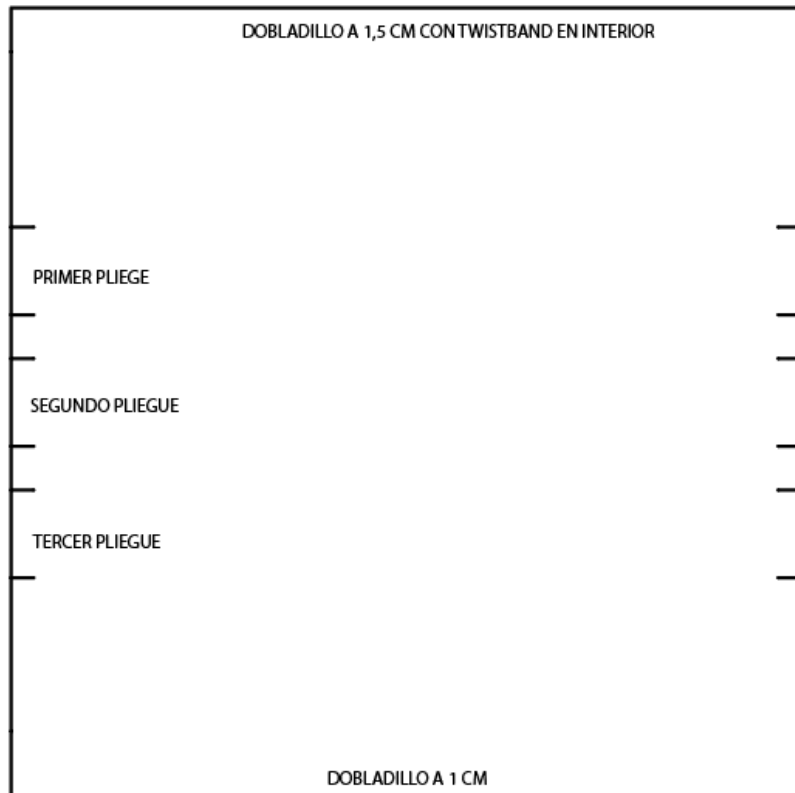 DOBLADILLO A 1,5 CM CON TWISTBAND EN INTERIOR
PRIMER PLIEGE
SEGUNDO PLIEGUE
TERCER PLIEGUE
DOBLADILLO A 1 CM